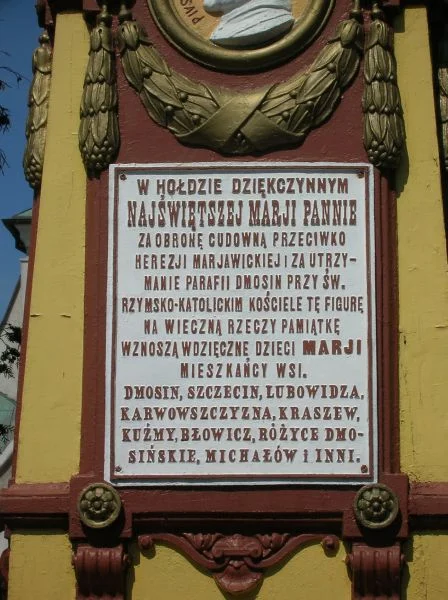 PIVS
W HOŁDZIE DZIĘKCZYNNYM
NAJŚWIĘTSZEJ MARJI PANNIE
ZA OBRONĘ CUDOWNĄ PRZECIWKO
HEREZJI MARJAWICKIEJ I ZA UTRZY-
MANIE PARAFII DMOSIN PRZY ŚW.
RZYMSKO-KATOLICKIM KOŚCIELE TĘ FIGURĘ
NA WIECZNĄ RZECZY PAMIĄTKĘ
WZNOSZĄ WDZIĘCZNE DZIECI MARJI
MIESZKAŃCY WSI.
DMOSIN, SZCZECIN, LUBOWIDZA,
KARWOWSZCZYZNA, KRASZEW,
KUŹMY, BŁOWICZ, RÓŻYCE DMO-
SIŃSKIE, MICHAŁÓW i INNI.